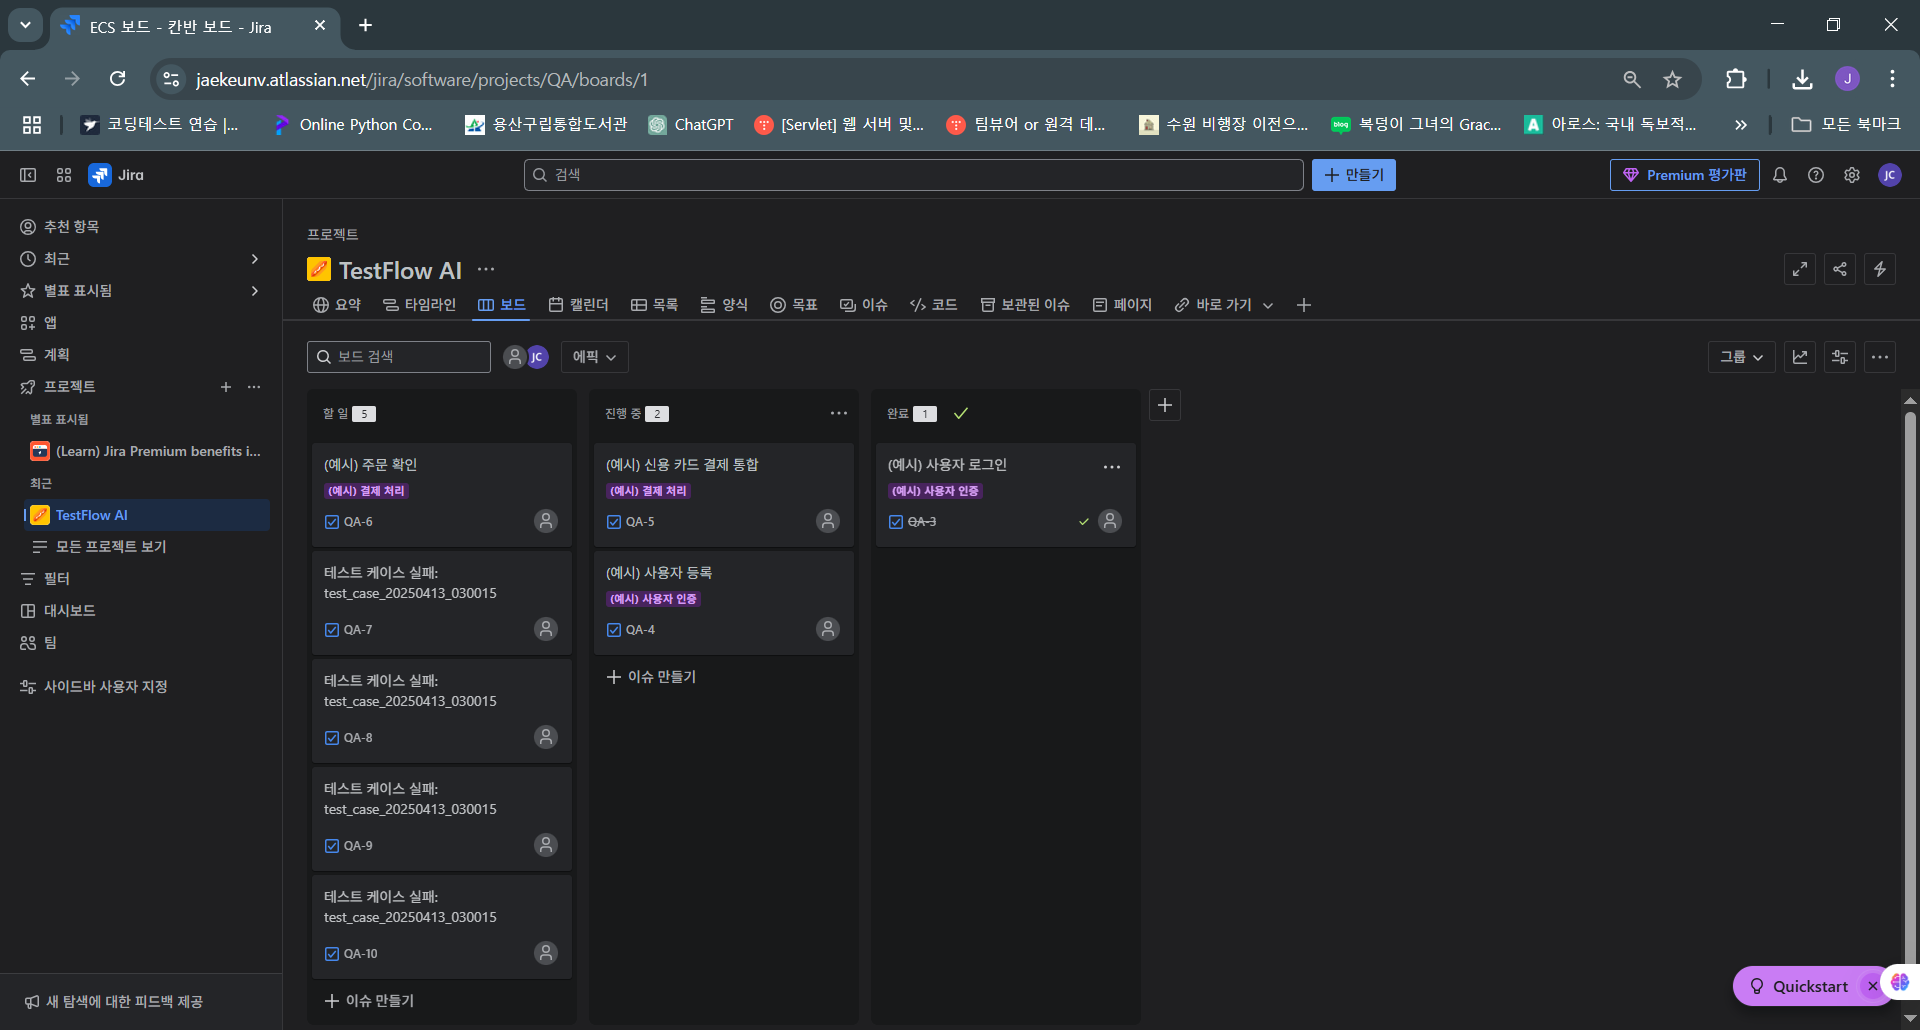 ECS 보드 - 칸반 보드 - Jira
jaekeunv.atlassian.net/jira/software/projects/QA/boards/1
J
코딩테스트 연습 |...
Online Python Co...
용산구립통합도서관
ChatGPT
[Servlet] 웹 서버 및...
팀뷰어 or 원격 데...
수원 비행장 이전으...
blog
복덩이 그녀의 Grac...
A
아로스: 국내 독보적...
모든 북마크
Jira
검색
만들기
Premium 평가판
JC
추천 항목
최근
별표 표시됨
앱
계획
프로젝트
별표 표시됨
(Learn) Jira Premium benefits i...
최근
TestFlow AI
모든 프로젝트 보기
필터
대시보드
팀
사이드바 사용자 지정
새 탐색에 대한 피드백 제공
프로젝트
TestFlow AI
요약
타임라인
보드
캘린더
목록
양식
목표
이슈
코드
보관된 이슈
페이지
바로 가기
보드 검색
JC
에픽
그룹
할 일 5
(예시) 주문 확인
(예시) 결제 처리
QA-6
테스트 케이스 실패:
test_case_20250413_030015
QA-7
테스트 케이스 실패:
test_case_20250413_030015
QA-8
테스트 케이스 실패:
test_case_20250413_030015
QA-9
테스트 케이스 실패:
test_case_20250413_030015
QA-10
이슈 만들기
진행 중 2
(예시) 신용 카드 결제 통합
(예시) 결제 처리
QA-5
(예시) 사용자 등록
(예시) 사용자 인증
QA-4
이슈 만들기
완료 1
(예시) 사용자 로그인
(예시) 사용자 인증
QA-3
Quickstart